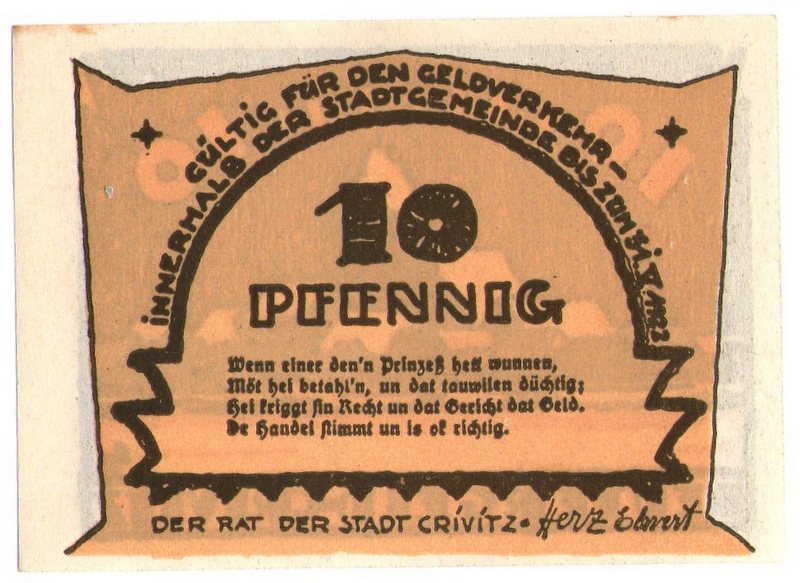 GÜLTIG FÜR DEN GELDVERKEHR-
INNERHALB DER STADTGEMEINDE BIS ZUM 31. V. 1922
10
PFENNIG
Wenn einer den'n Prinzeß hett wunnen,
Möt hei betahl'n, un dat tauwilen düchtig;
Hei kriggt sin Recht un dat Gericht dat Geld.
De Handel stimmt un is ok richtig.
DER RAT DER STADT CRIVITZ.